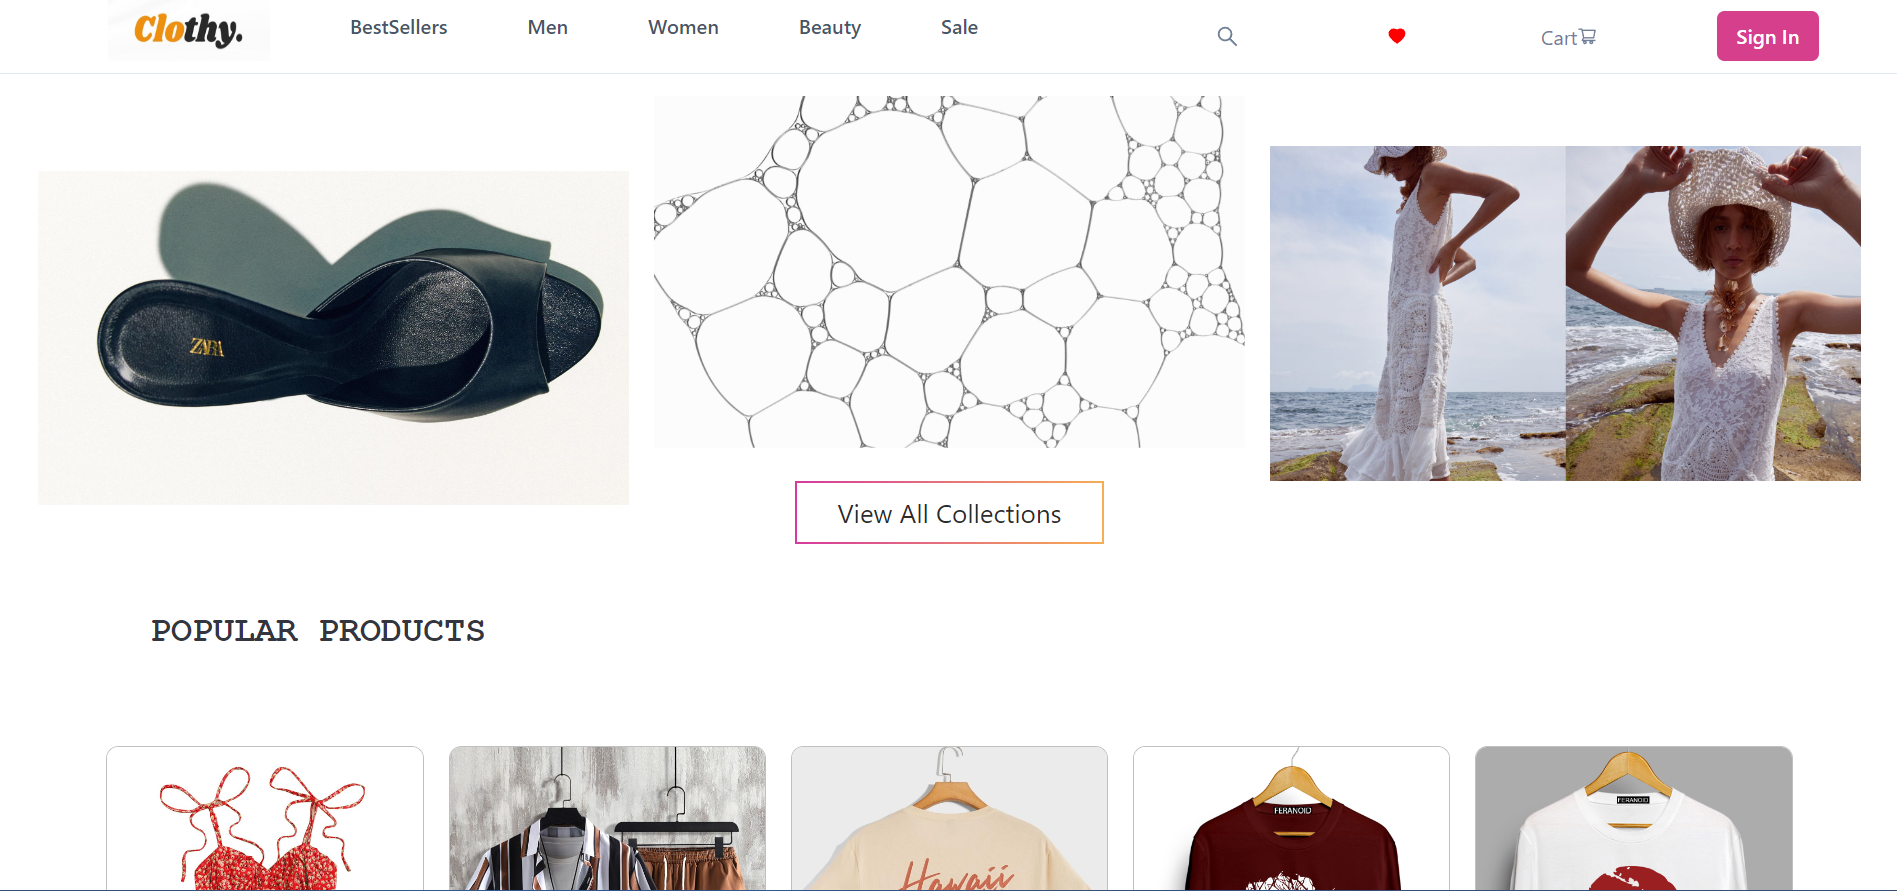 Clothy.
BestSellers
Men
Women
Beauty
Sale
Cart
Sign In
ZARA
View All Collections
POPULAR PRODUCTS
Hawaii
FERANOID
FERANOID